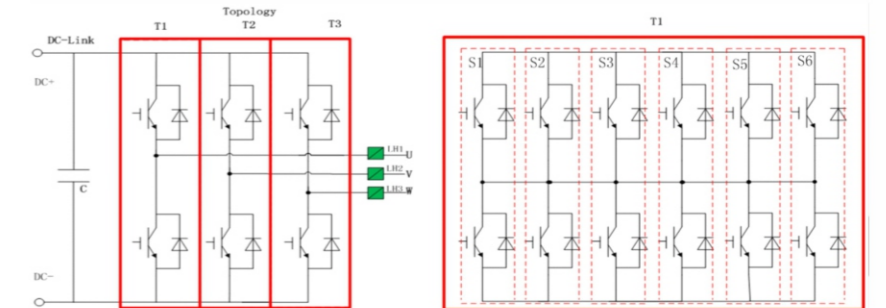 Topology
T1 T2 T3
DC-Link
DC+
LH1 U
LH2 V
LH3 W
C
DC-
T1
S1 S2 S3 S4 S5 S6